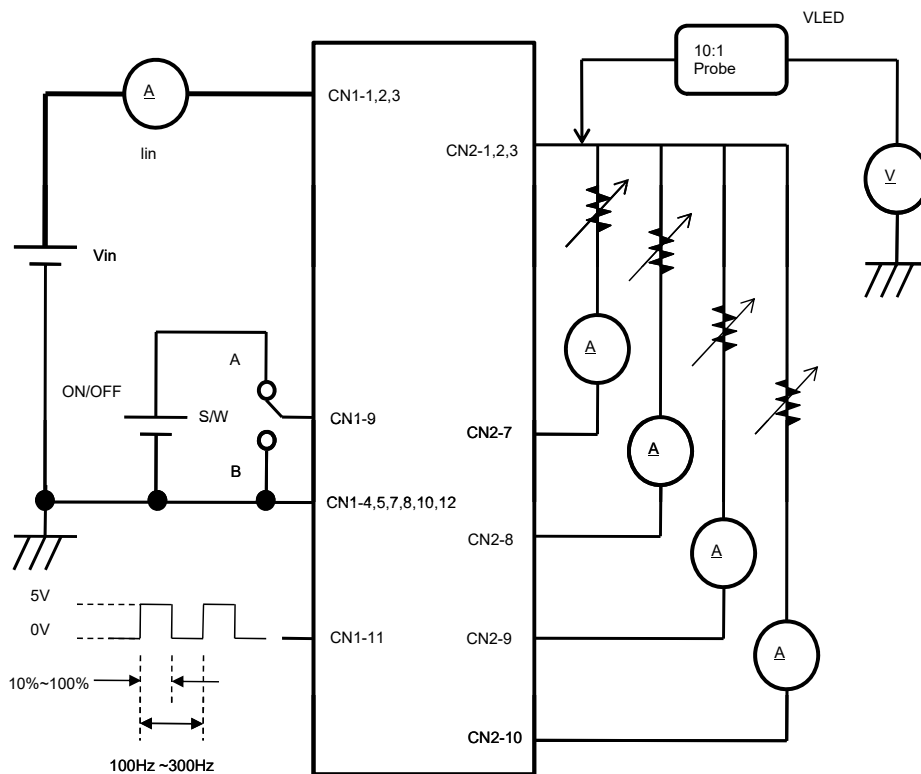 VLED
10:1
Probe
A
CN1-1,2,3
Iin
CN2-1,2,3
V
Vin
A
A
ON/OFF
S/W
CN1-9
CN2-7
A
B
CN1-4,5,7,8,10,12
CN2-8
A
5V
0V
CN1-11
CN2-9
A
10%~100%
CN2-10
100Hz ~300Hz